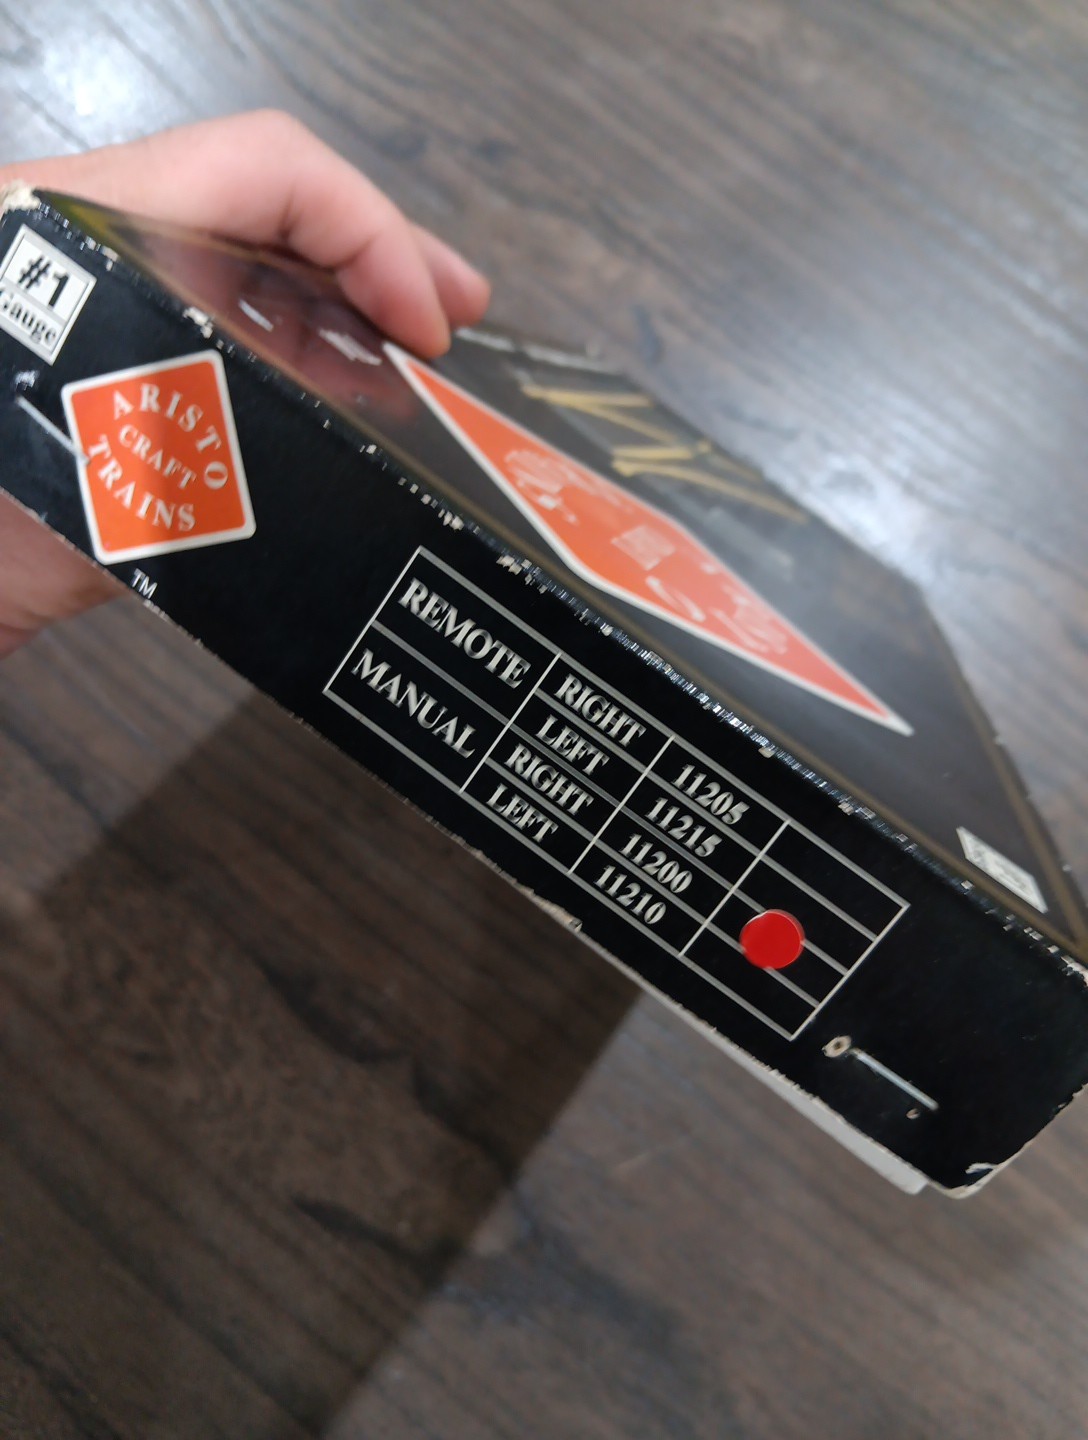 #1
Gauge
ARISTO
CRAFT
TRAINS
TM
REMOTE RIGHT 11205
LEFT 11215
MANUAL RIGHT 11200
LEFT 11210